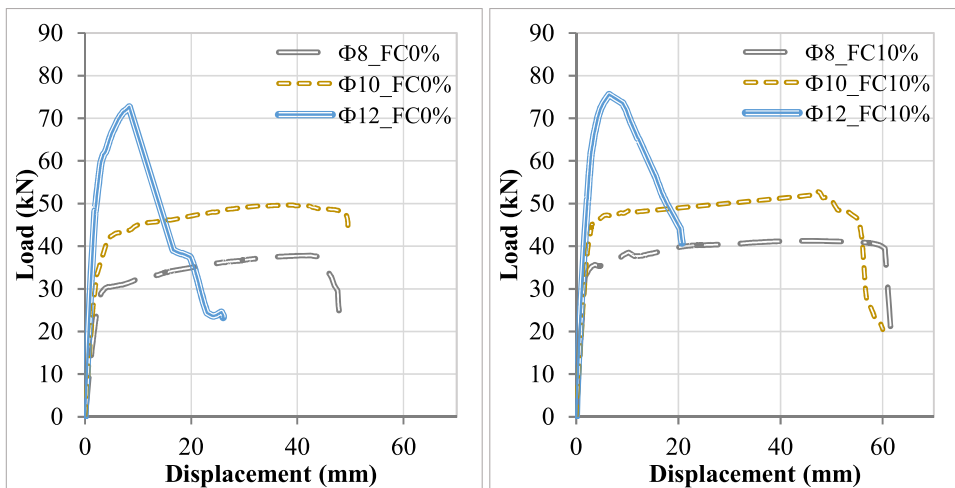 90
80
70
60
50
40
30
20
10
0
Load (kN)
Φ8_FC0%
Φ10_FC0%
Φ12_FC0%
0 20 40 60
Displacement (mm)
90
80
70
60
50
40
30
20
10
0
Load (kN)
Φ8_FC10%
Φ10_FC10%
Φ12_FC10%
0 20 40 60
Displacement (mm)